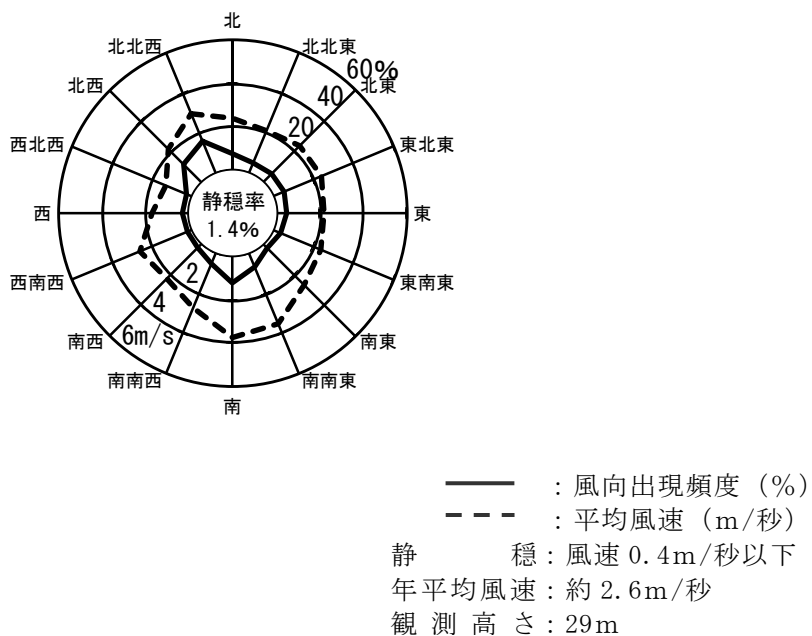 北
北北西
北北東
60%
北西
北東
40
20
西北西
東北東
静穏率
1.4%
西
東
西南西
東南東
2
4
南西
6m/s
南東
南南西
南南東
南
：風向出現頻度（%）
：平均風速（m/秒）
静　　　穏：風速 0.4m/秒以下
年平均風速：約 2.6m/秒
観 測 高 さ：29m